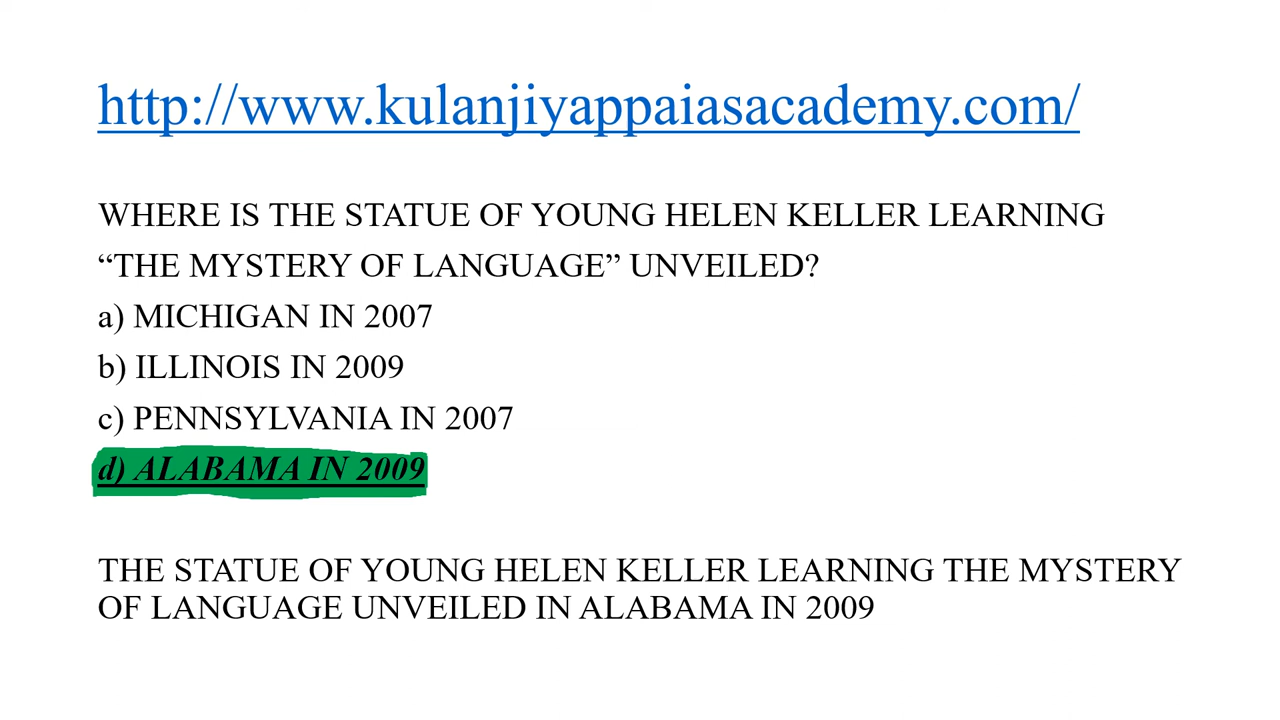 http://www.kulanjiyappaiasacademy.com/
WHERE IS THE STATUE OF YOUNG HELEN KELLER LEARNING
“THE MYSTERY OF LANGUAGE” UNVEILED?
a) MICHIGAN IN 2007
b) ILLINOIS IN 2009
c) PENNSYLVANIA IN 2007
d) ALABAMA IN 2009
THE STATUE OF YOUNG HELEN KELLER LEARNING THE MYSTERY
OF LANGUAGE UNVEILED IN ALABAMA IN 2009